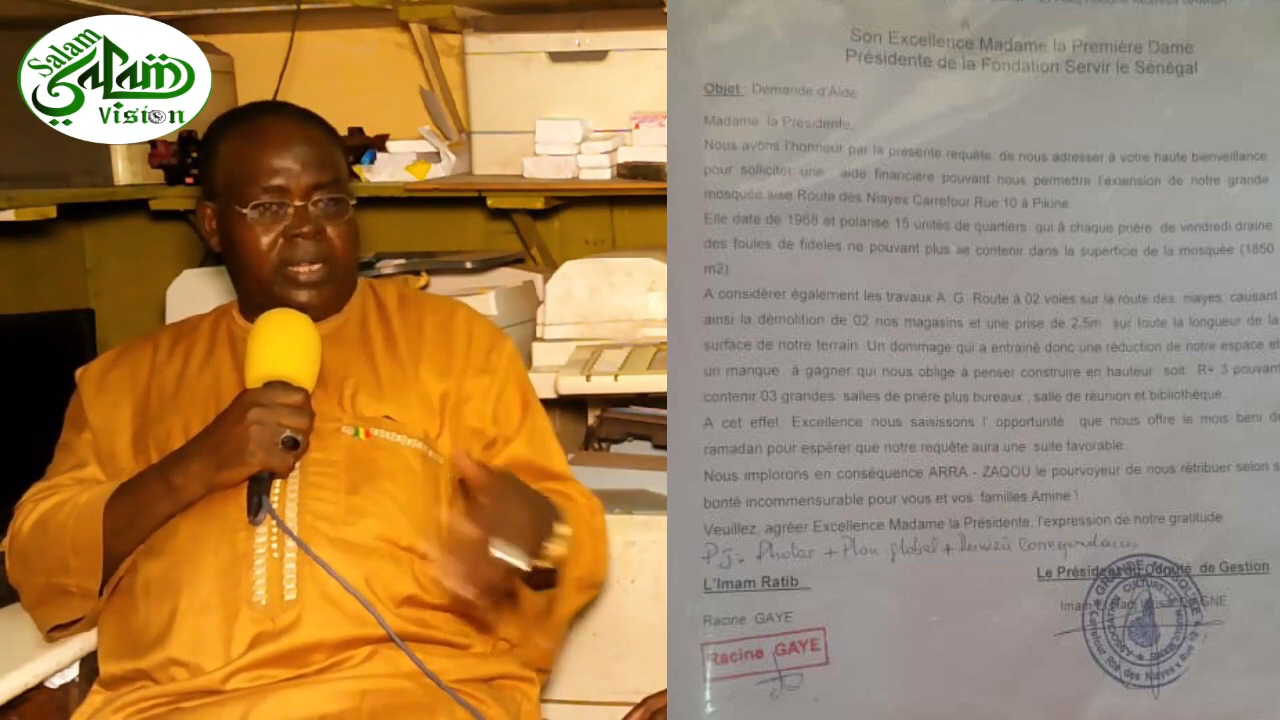 Salam
Salam
Vision
A
Son Excellence Madame la Première Dame
Présidente de la Fondation Servir le Sénégal
Objet : Demande d'Aide
Madame la Présidente,
Nous avons l'honneur par la présente requête, de nous adresser à votre haute bienveillance
pour solliciter une aide financière pouvant nous permettre l'extension de notre grande
mosquée sise Route des Niayes Carrefour Rue 10 à Pikine
Elle date de 1968 et polarise 15 unités de quartiers qui à chaque prière de vendredi draine
des foules de fideles ne pouvant plus se contenir dans la superficie de la mosquée (1850
m2)
A considérer également les travaux A.G Route à 02 voies sur la route des niayes, causant
ainsi la démolition de 02 nos magasins et une prise de 2.5m sur toute la longueur de la
surface de notre terrain. Un dommage qui a entrainé donc une réduction de notre espace et
un manque à gagner qui nous oblige à penser construire en hauteur soit R+ 3 pouvant
contenir 03 grandes salles de prière plus bureaux , salle de réunion et bibliothèque.
A cet effet, Excellence nous saisissons l' opportunité que nous offre le mois beni d
ramadan pour espérer que notre requête aura une suite favorable.
Nous implorons en conséquence ARRA - ZAQOU le pourvoyeur de nous rétribuer selon s
bonté incommensurable pour vous et vos familles Amine !
Veuillez, agréer Excellence Madame la Présidente, l'expression de notre gratitude
P.J: Photos + Plan global +
L'Imam Ratib
Le Président du Comité de Gestion
Racine GAYE
Imam
Racine GAYE